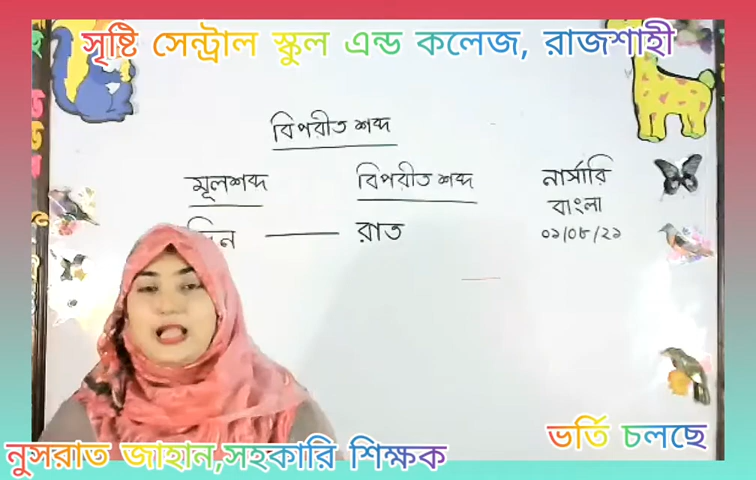 সৃষ্টি সেন্ট্রাল স্কুল এন্ড কলেজ, রাজশাহী
বিপরীত শব্দ
মূলশব্দ বিপরীত শব্দ নার্সারি
বাংলা
দিন —— রাত ০১/০৮/২১
নুসরাত জাহান,সহকারি শিক্ষক
ভর্তি চলছে